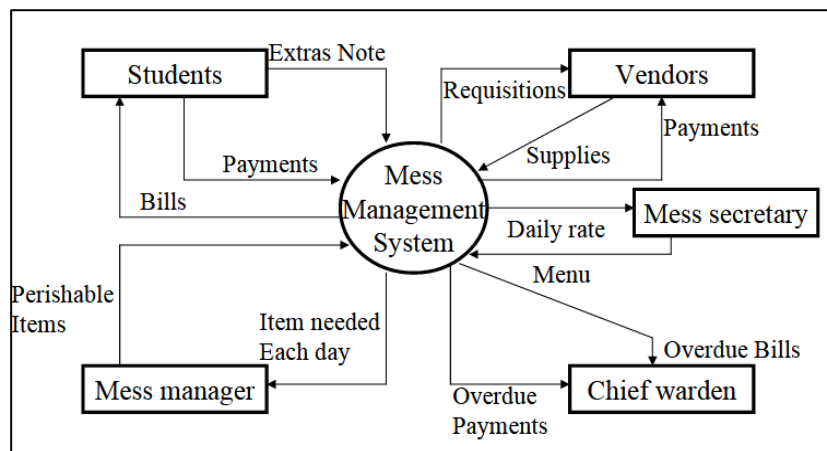 Extras Note
Students
Vendors
Requisitions
Payments
Supplies
Payments
Bills
Mess
Management
System
Mess secretary
Daily rate
Menu
Perishable
Items
Item needed
Each day
Overdue Bills
Mess manager
Chief warden
Overdue
Payments